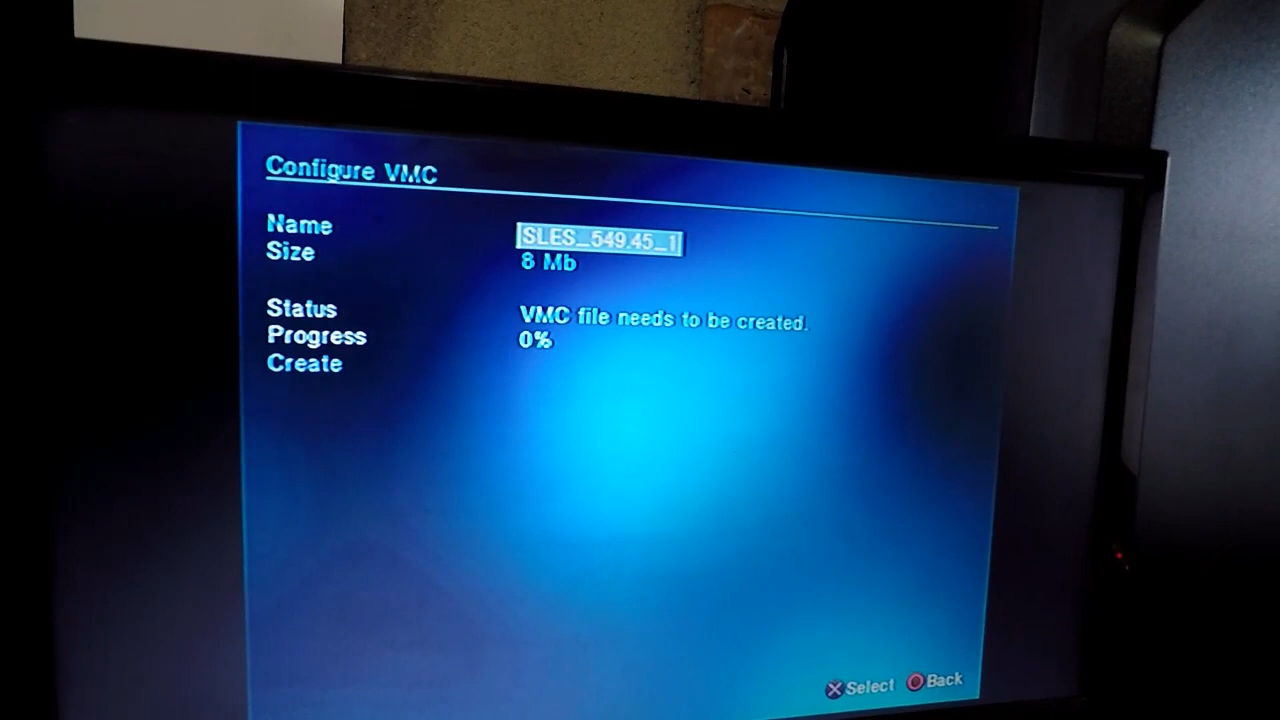 Configure VMC
Name SLES_549.45_1
Size 8 Mb
Status VMC file needs to be created.
Progress 0%
Create
Select Back